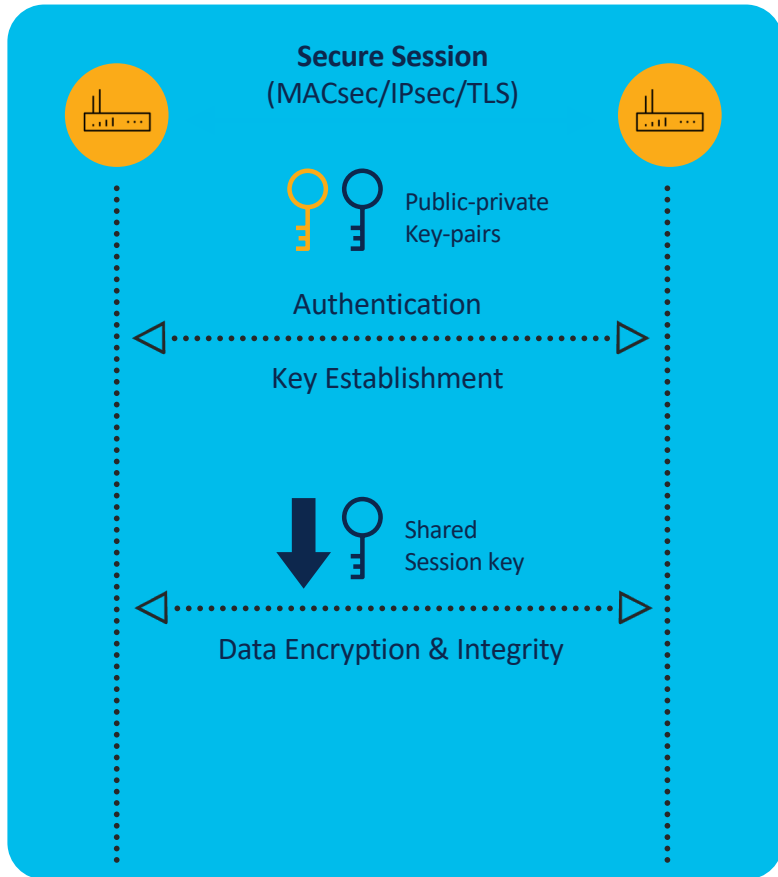 Secure Session
(MACsec/IPsec/TLS)
Public-private
Key-pairs
Authentication
Key Establishment
Shared
Session key
Data Encryption & Integrity